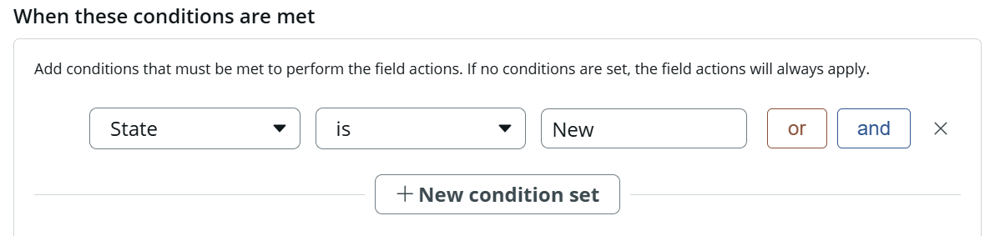 When these conditions are met
Add conditions that must be met to perform the field actions. If no conditions are set, the field actions will always apply.
State is New or and
+ New condition set